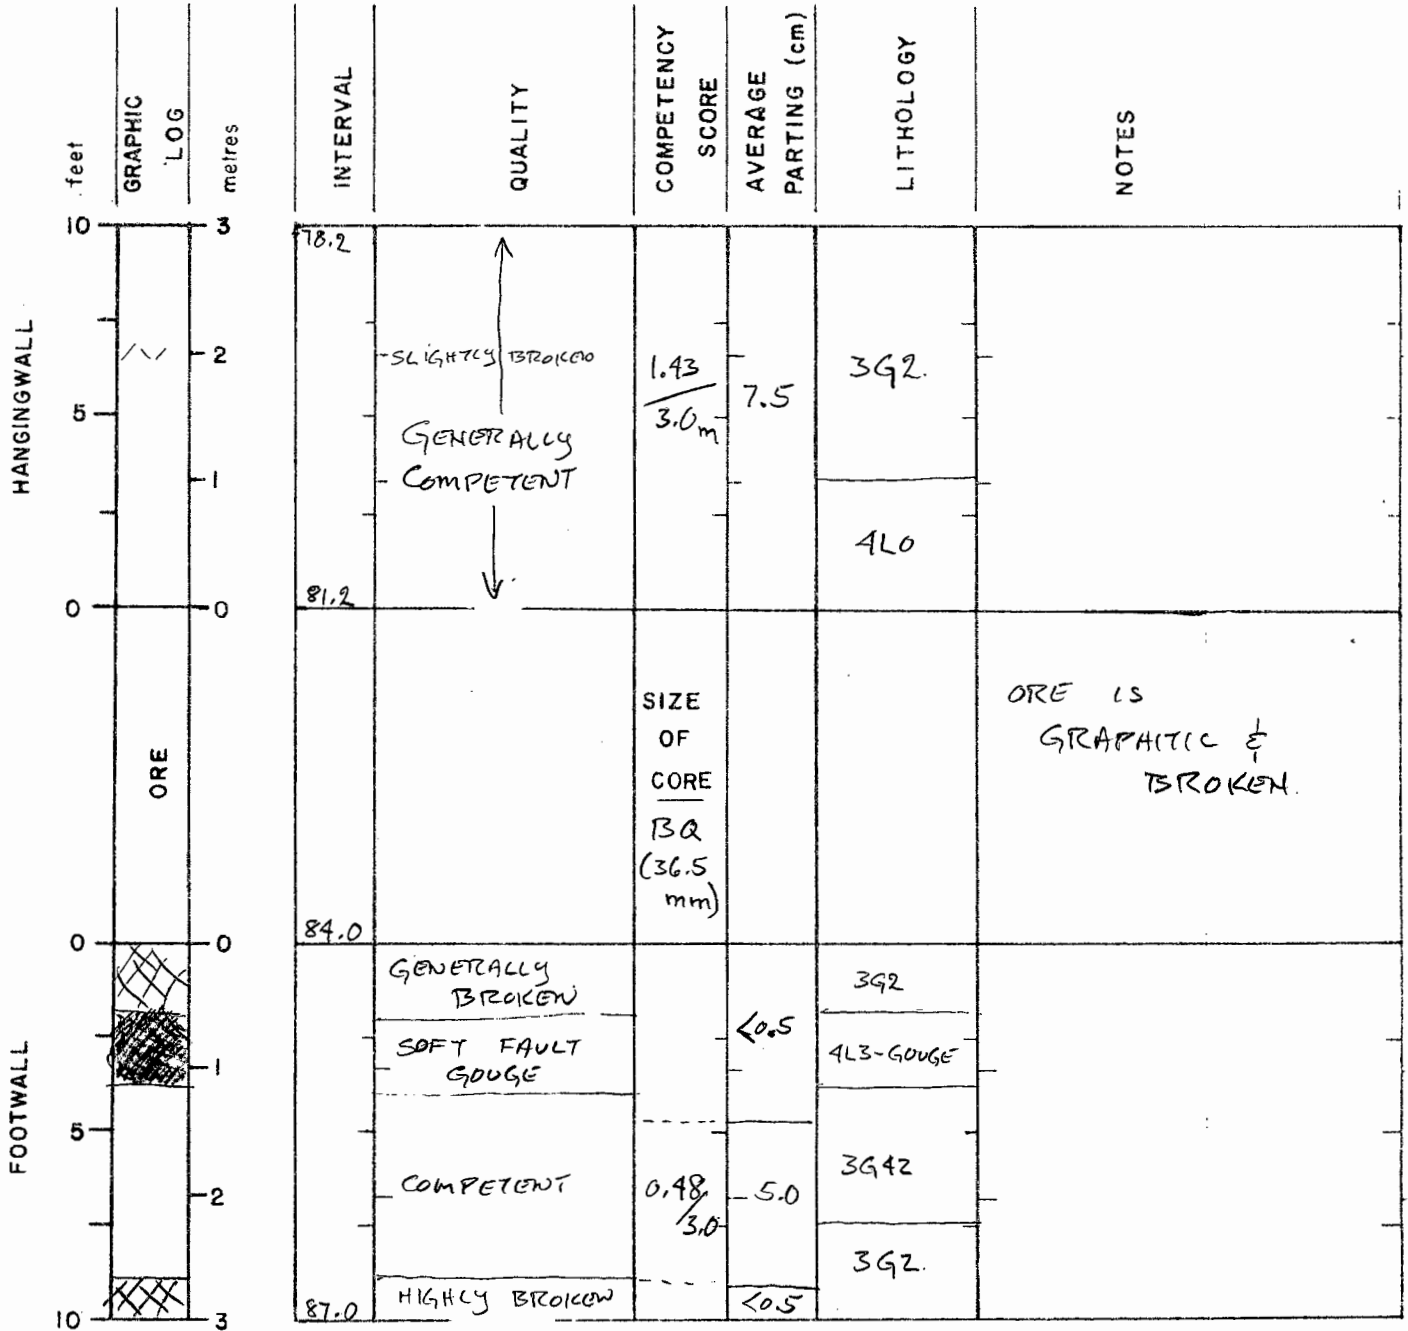 feet
GRAPHIC
LOG
metres
INTERVAL
QUALITY
COMPETENCY
SCORE
AVERAGE
PARTING (cm)
LITHOLOGY
NOTES
HANGINGWALL
10
3
78.2
2
SLIGHTLY BROKEN
1.43
/
3.0m
7.5
3G2.
5
GENERALLY
COMPETENT
1
4L0
0
0
81.2
ORE
SIZE
OF
CORE
BQ
(36.5
mm)
ORE IS
GRAPHITIC &
BROKEN.
84.0
FOOTWALL
0
0
GENERALLY
BROKEN
3G2
<0.5
SOFT FAULT
GOUGE
4L3-GOUGE
1
5
COMPETENT
0.48
/3.0
5.0
3G42
2
3G2.
HIGHLY BROKEN
<0.5
87.0
10
3